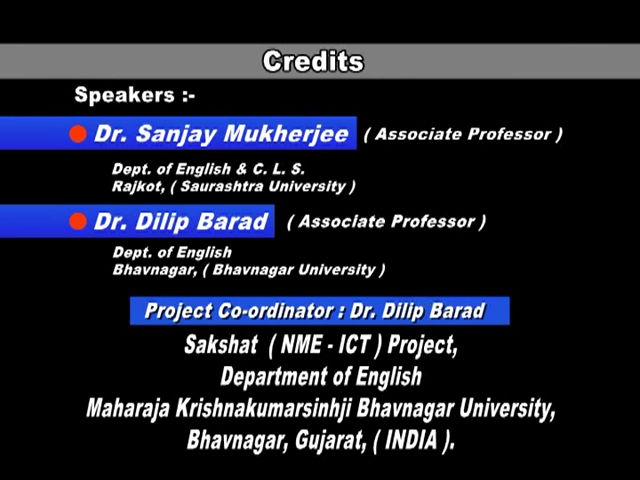 Credits
Speakers :-
Dr. Sanjay Mukherjee ( Associate Professor )
Dept. of English & C. L. S.
Rajkot, ( Saurashtra University )
Dr. Dilip Barad ( Associate Professor )
Dept. of English
Bhavnagar, ( Bhavnagar University )
Project Co-ordinator : Dr. Dilip Barad
Sakshat ( NME - ICT ) Project,
Department of English
Maharaja Krishnakumarsinhji Bhavnagar University,
Bhavnagar, Gujarat, ( INDIA ).